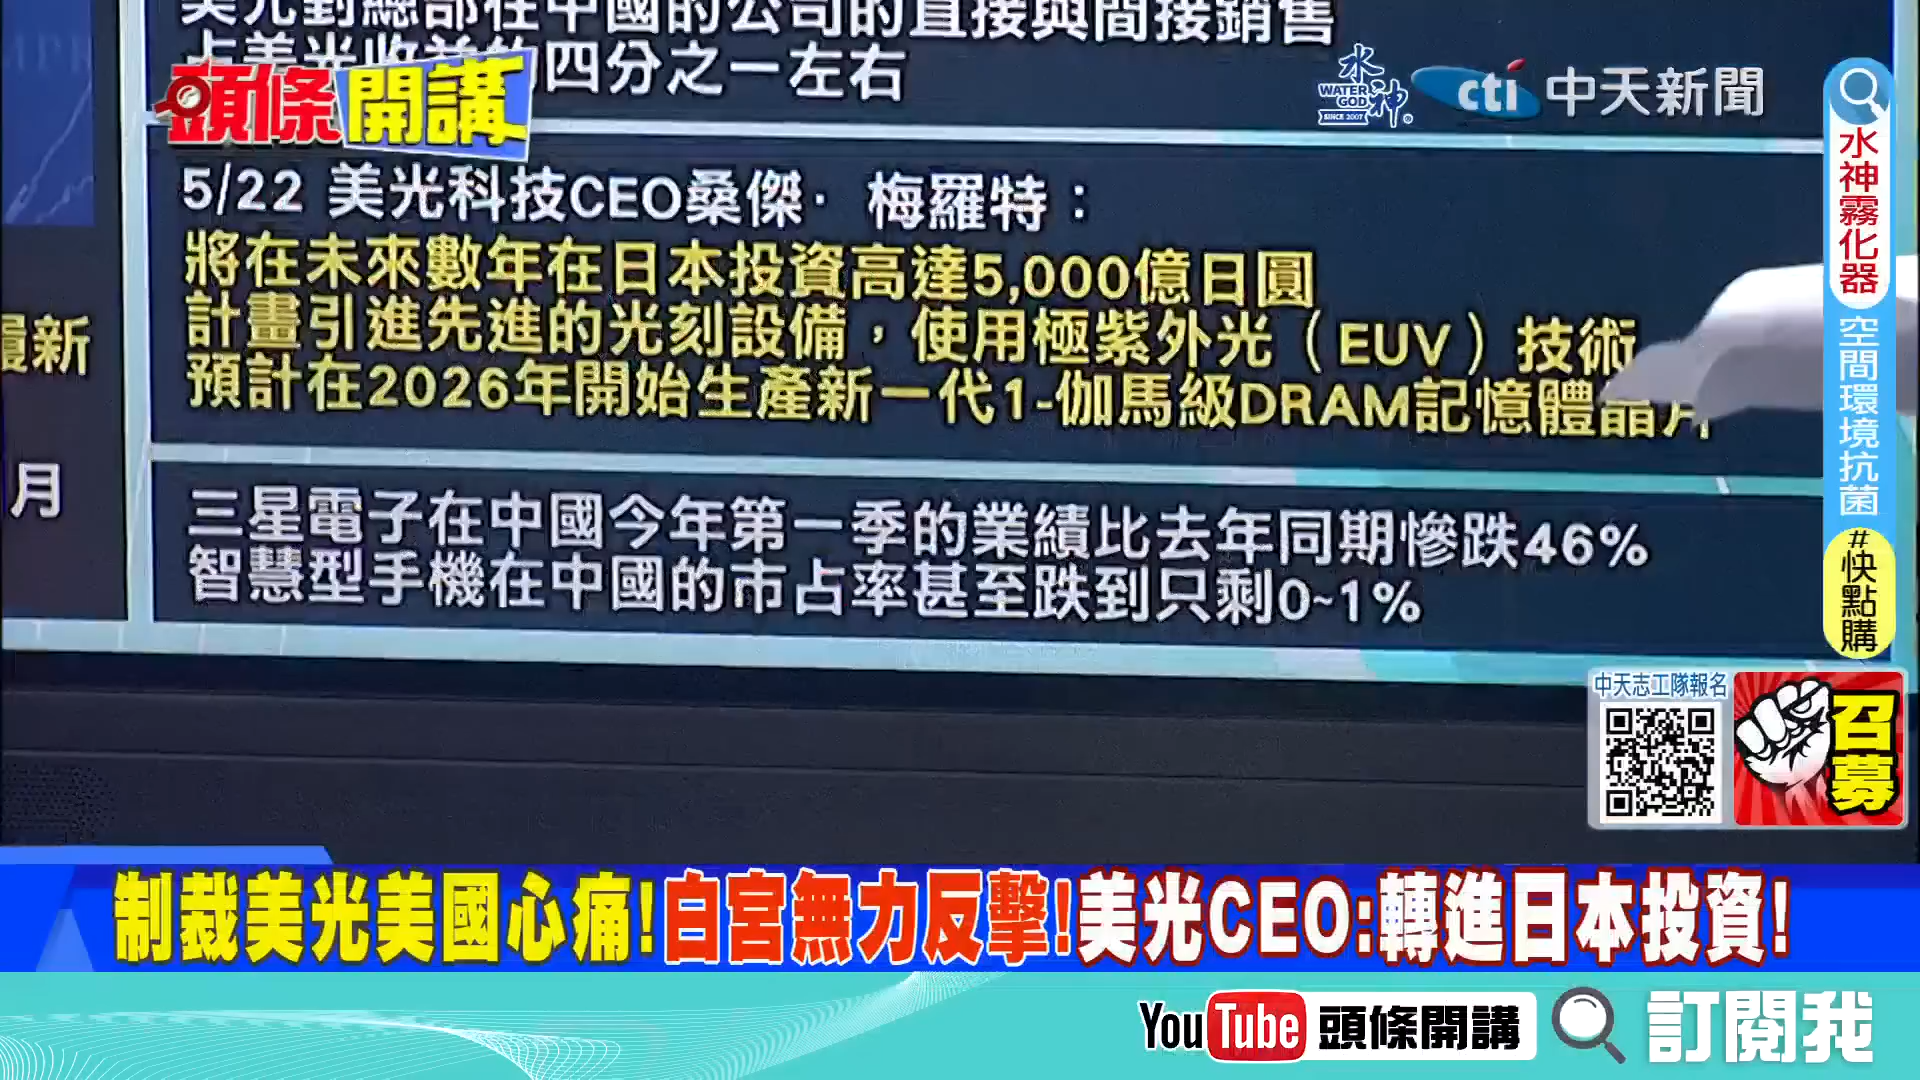 美光對總部在中國的公司的直接與間接銷售
占美光收益的四分之一左右
頭條開講
水神
WATER GOD
SINCE 2007
cti 中天新聞
5/22 美光科技CEO桑傑·梅羅特：
將在未來數年在日本投資高達5,000億日圓
計畫引進先進的光刻設備，使用極紫外光（EUV）技術
預計在2026年開始生產新一代1-伽馬級DRAM記憶體晶片
履新
月
三星電子在中國今年第一季的業績比去年同期慘跌46%
智慧型手機在中國的市占率甚至跌到只剩0~1%
水神霧化器
空間環境抗菌
#快點購
中天志工隊報名
召募
制裁美光美國心痛!白宮無力反擊!美光CEO:轉進日本投資!
YouTube 頭條開講 訂閱我